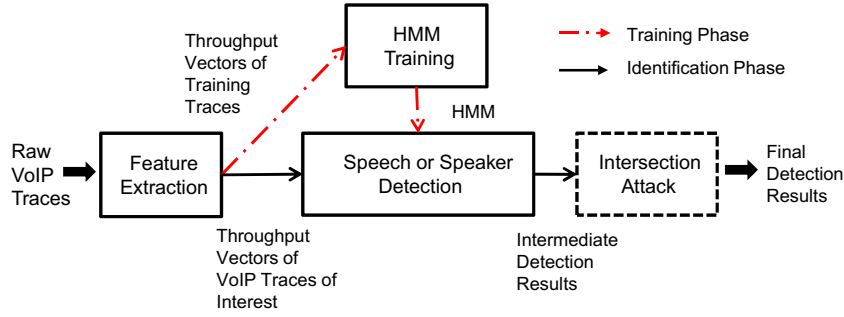 Throughput
Vectors of
Training
Traces
HMM
Training
Training Phase
Identification Phase
HMM
Raw
VoIP
Traces
Feature
Extraction
Speech or Speaker
Detection
Intersection
Attack
Final
Detection
Results
Throughput
Vectors of
VoIP Traces of
Interest
Intermediate
Detection
Results